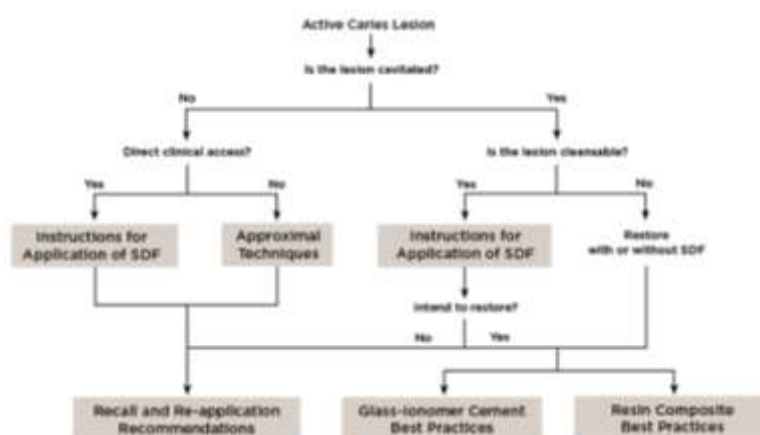 Active Caries Lesion
Is the lesion cavitated?
No
Yes
Direct clinical access?
Is the lesion cleansable?
Yes
No
Yes
No
Instructions for
Application of SDF
Approximal
Techniques
Instructions for
Application of SDF
Restore
with or without SDF
Intend to restore?
No
Yes
Recall and Re-application
Recommendations
Glass-Ionomer Cement
Best Practices
Resin Composite
Best Practices